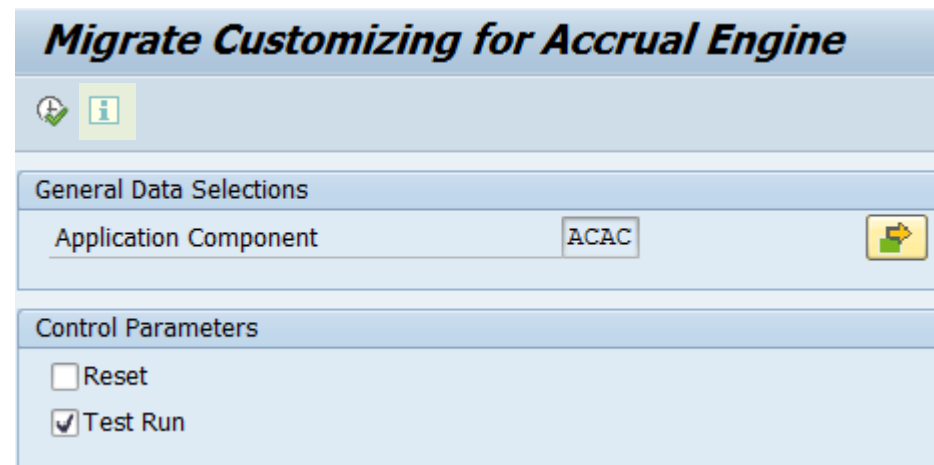 Migrate Customizing for Accrual Engine
General Data Selections
Application Component ACAC
Control Parameters
Reset
Test Run